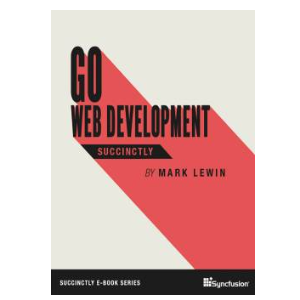 GO
WEB DEVELOPMENT
SUCCINCTLY
BY MARK LEWIN
SUCCINCTLY E-BOOK SERIES
Syncfusion